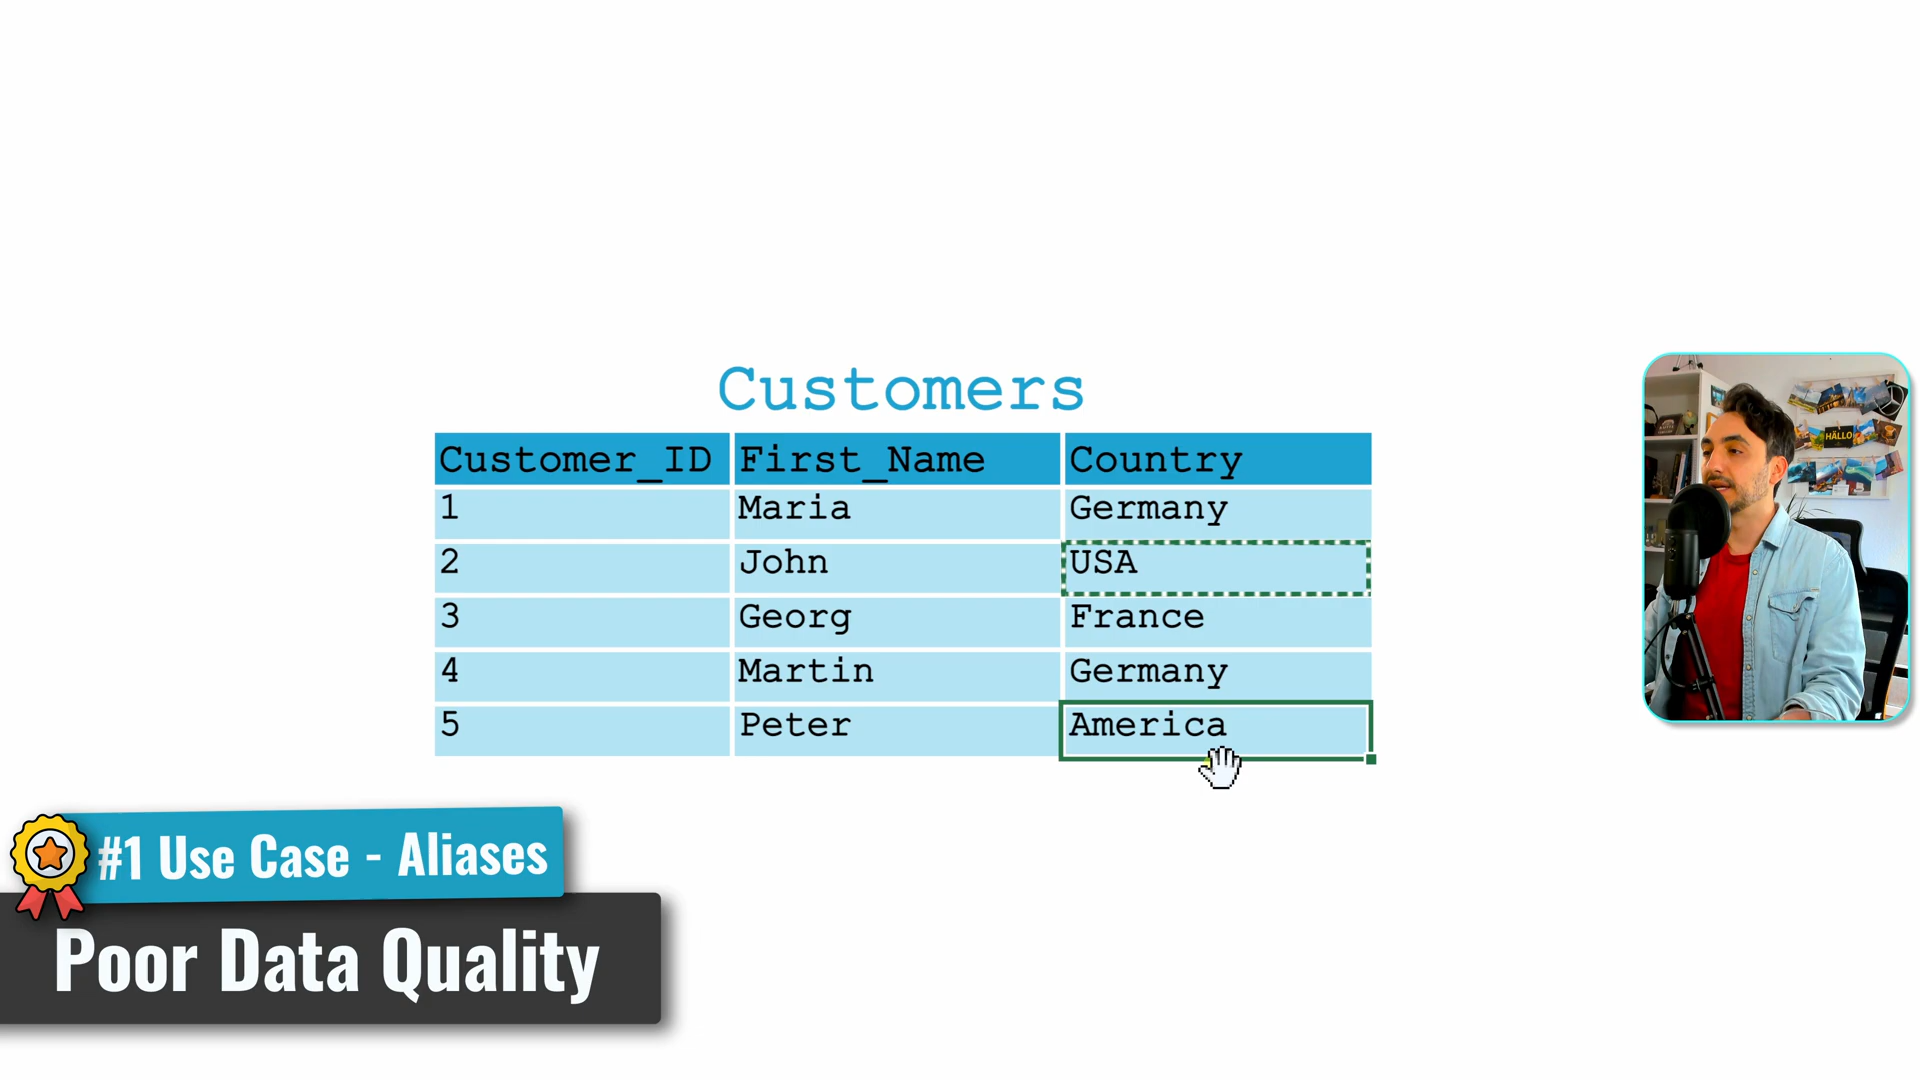 Customers
Customer_ID First_Name Country
1 Maria Germany
2 John USA
3 Georg France
4 Martin Germany
5 Peter America
HALLO
#1 Use Case - Aliases
Poor Data Quality